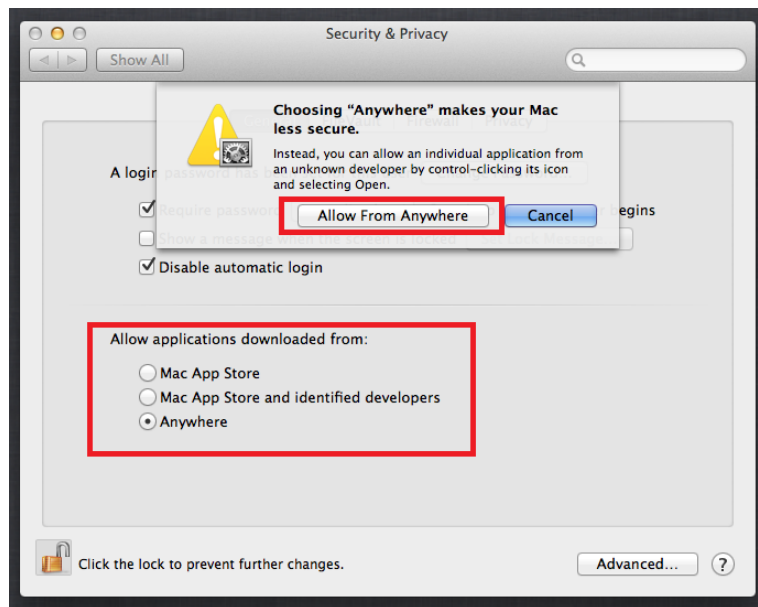 Security & Privacy
Show All
Choosing “Anywhere” makes your Mac
less secure.
Instead, you can allow an individual application from
an unknown developer by control-clicking its icon
and selecting Open.
Allow From Anywhere
Cancel
Firewall
A login password has
Require password
begins
Show a message when the screen is locked
Disable automatic login
Allow applications downloaded from:
Mac App Store
Mac App Store and identified developers
Anywhere
Click the lock to prevent further changes.
Advanced...
?